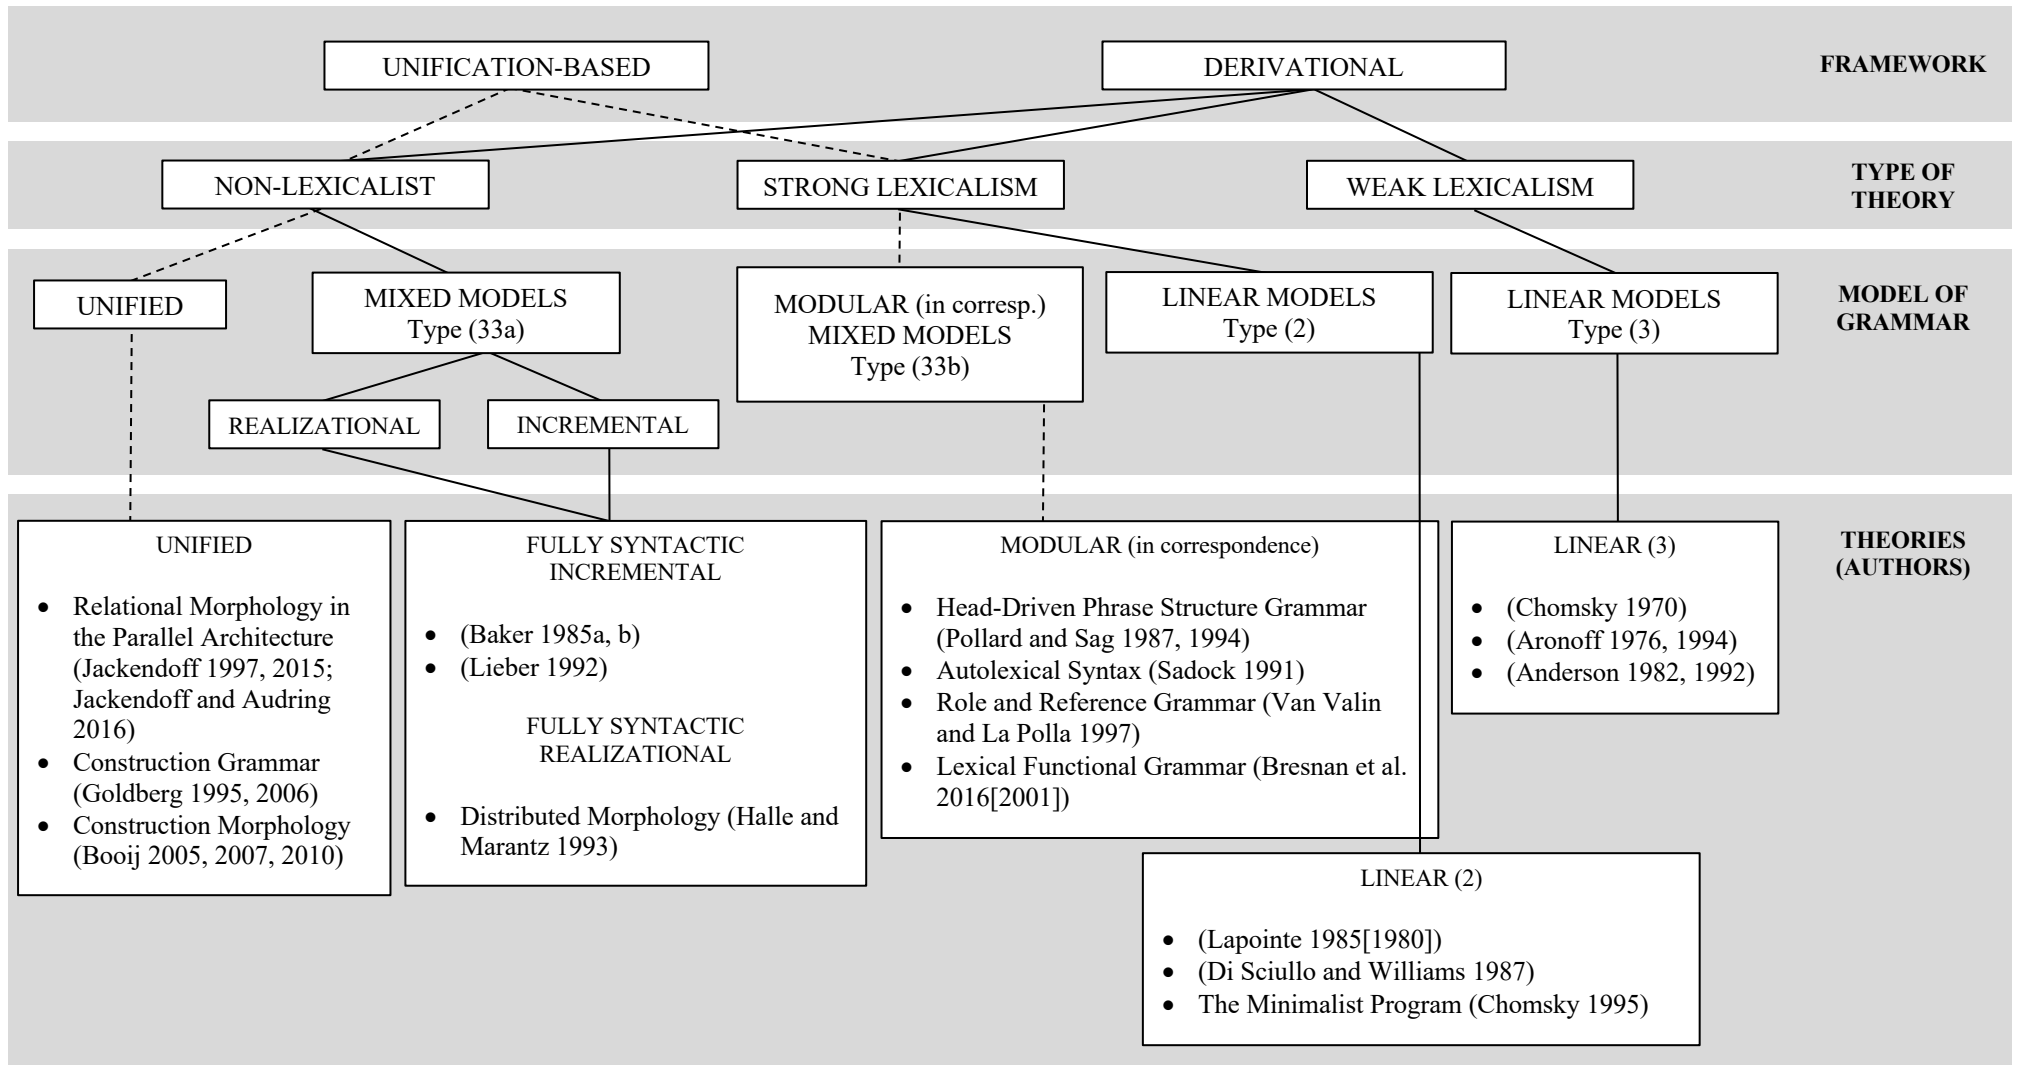 UNIFICATION-BASED
DERIVATIONAL
FRAMEWORK
NON-LEXICALIST
STRONG LEXICALISM
WEAK LEXICALISM
TYPE OF
THEORY
UNIFIED
MIXED MODELS
Type (33a)
MODULAR (in corresp.)
MIXED MODELS
Type (33b)
LINEAR MODELS
Type (2)
LINEAR MODELS
Type (3)
MODEL OF
GRAMMAR
REALIZATIONAL
INCREMENTAL
UNIFIED
• Relational Morphology in
the Parallel Architecture
(Jackendoff 1997, 2015;
Jackendoff and Audring
2016)
• Construction Grammar
(Goldberg 1995, 2006)
• Construction Morphology
(Booij 2005, 2007, 2010)
FULLY SYNTACTIC
INCREMENTAL
• (Baker 1985a, b)
• (Lieber 1992)
FULLY SYNTACTIC
REALIZATIONAL
• Distributed Morphology (Halle and
Marantz 1993)
MODULAR (in correspondence)
• Head-Driven Phrase Structure Grammar
(Pollard and Sag 1987, 1994)
• Autolexical Syntax (Sadock 1991)
• Role and Reference Grammar (Van Valin
and La Polla 1997)
• Lexical Functional Grammar (Bresnan et al.
2016[2001])
LINEAR (3)
• (Chomsky 1970)
• (Aronoff 1976, 1994)
• (Anderson 1982, 1992)
THEORIES
(AUTHORS)
LINEAR (2)
• (Lapointe 1985[1980])
• (Di Sciullo and Williams 1987)
• The Minimalist Program (Chomsky 1995)